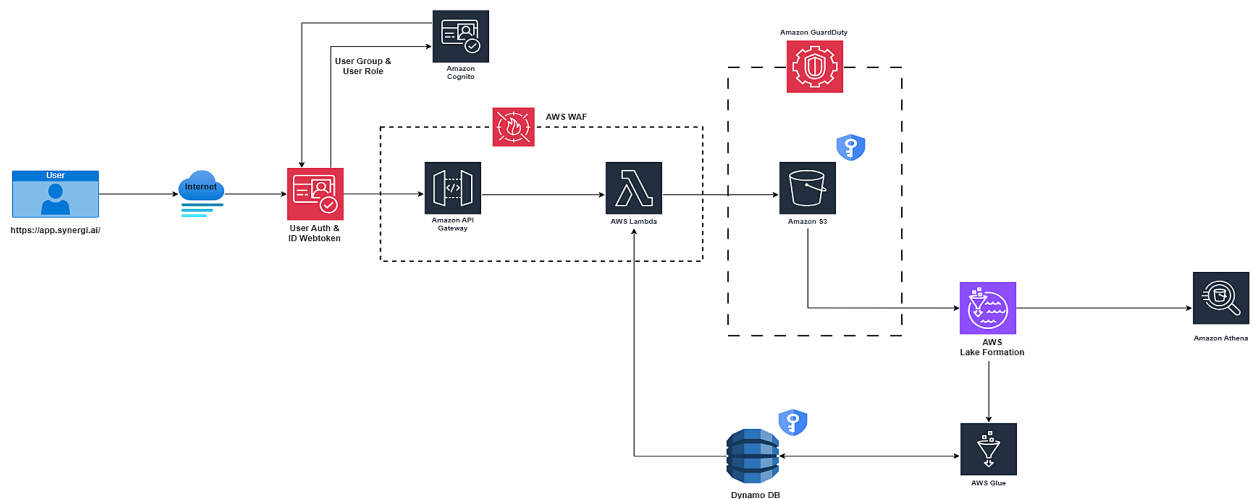 Amazon GuardDuty
User Group &
User Role
Amazon
Cognito
AWS WAF
User
Internet
https://app.synergi.ai/
User Auth &
ID Webtoken
Amazon API
Gateway
AWS Lambda
Amazon S3
AWS
Lake Formation
Amazon Athena
AWS Glue
Dynamo DB